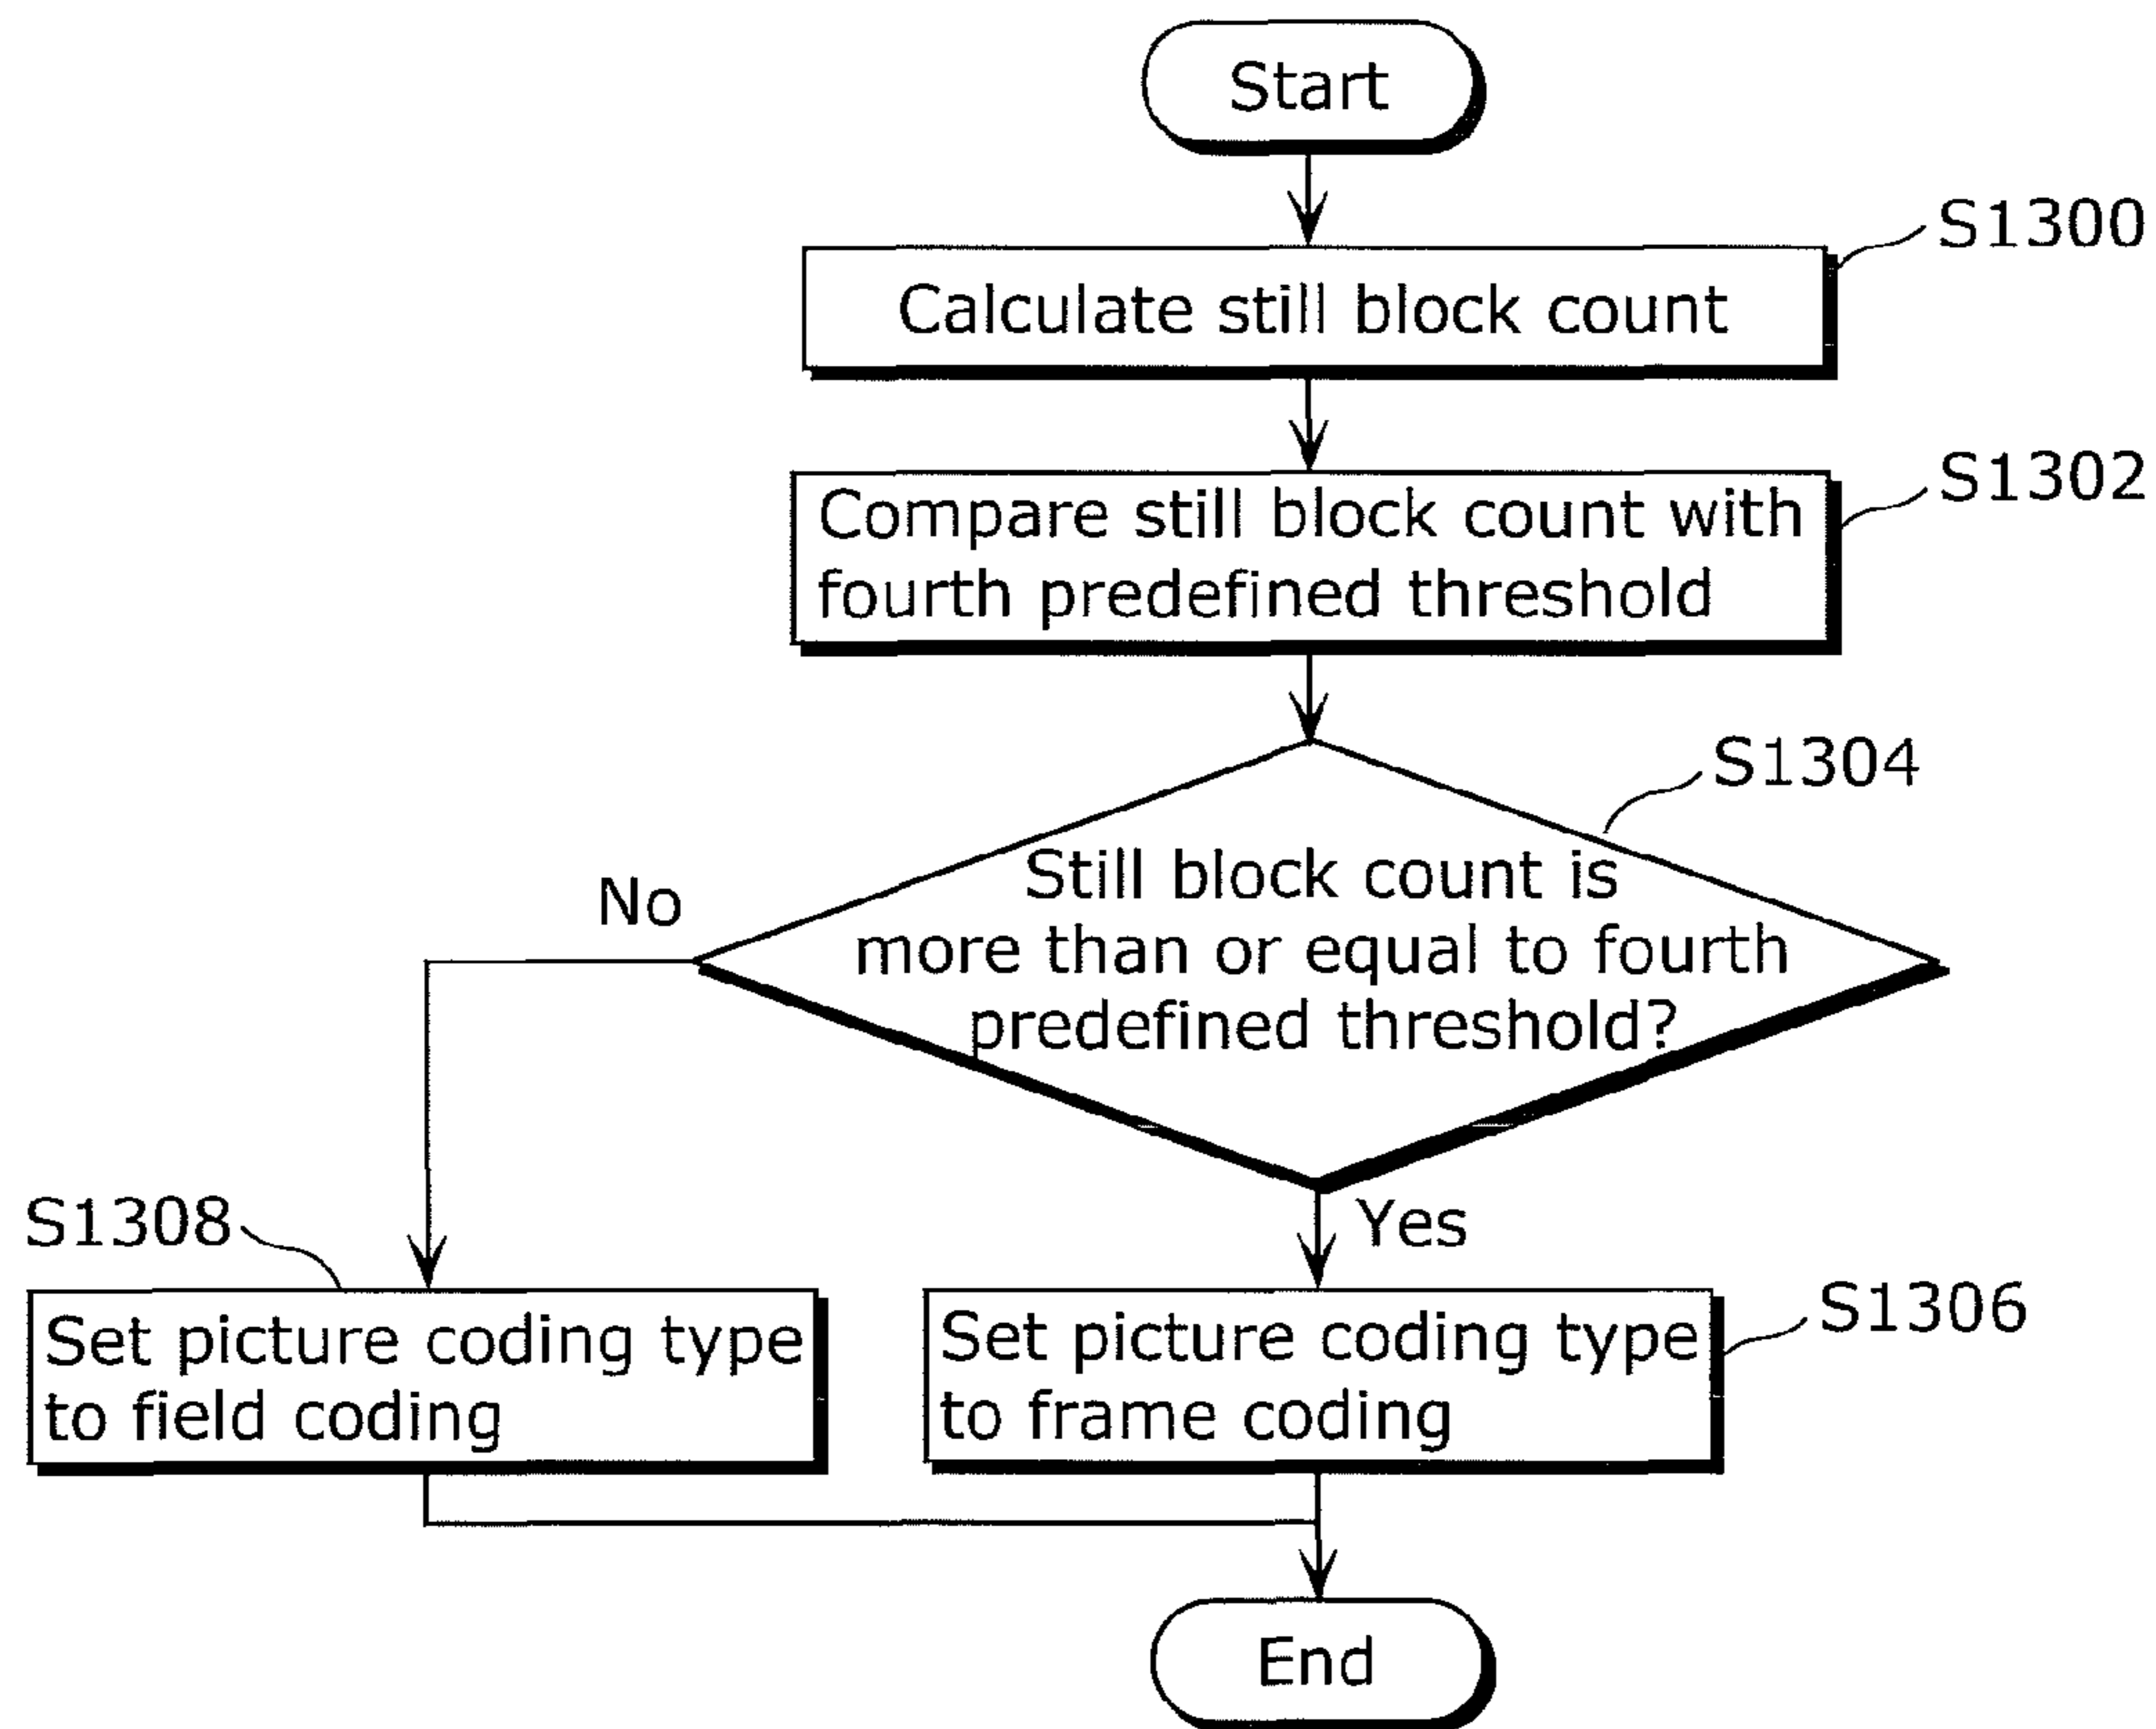 Start
S1300
Calculate still block count
S1302
Compare still block count with
fourth predefined threshold
S1304
Still block count is
more than or equal to fourth
predefined threshold?
No
Yes
S1308
Set picture coding type
to field coding
S1306
Set picture coding type
to frame coding
End